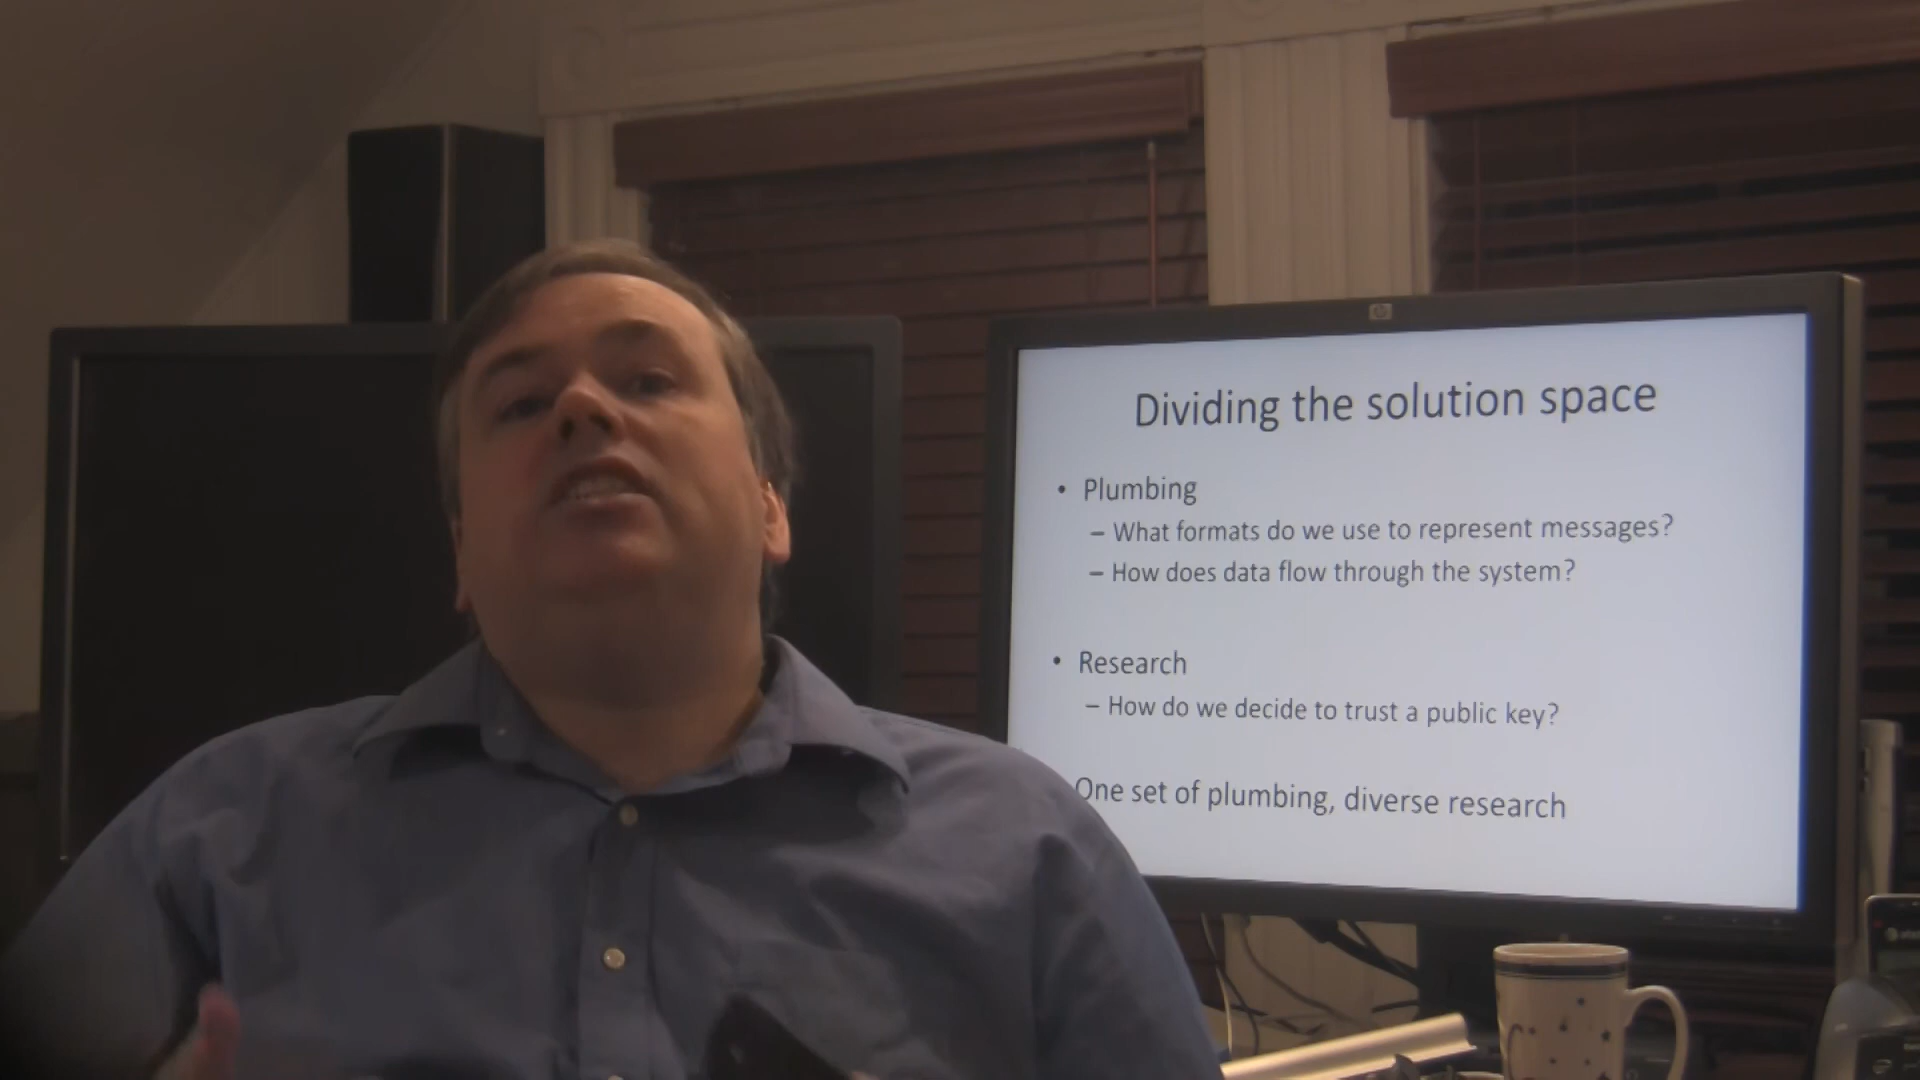 Dividing the solution space
• Plumbing
– What formats do we use to represent messages?
– How does data flow through the system?
• Research
– How do we decide to trust a public key?
One set of plumbing, diverse research
hp